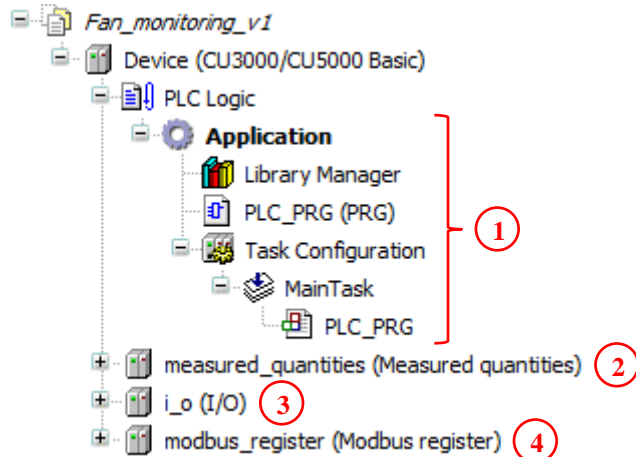 Fan_monitoring_v1
Device (CU3000/CU5000 Basic)
PLC Logic
Application
Library Manager
PLC_PRG (PRG)
1
Task Configuration
MainTask
PLC_PRG
measured_quantities (Measured quantities) 2
i_o (I/O) 3
modbus_register (Modbus register) 4